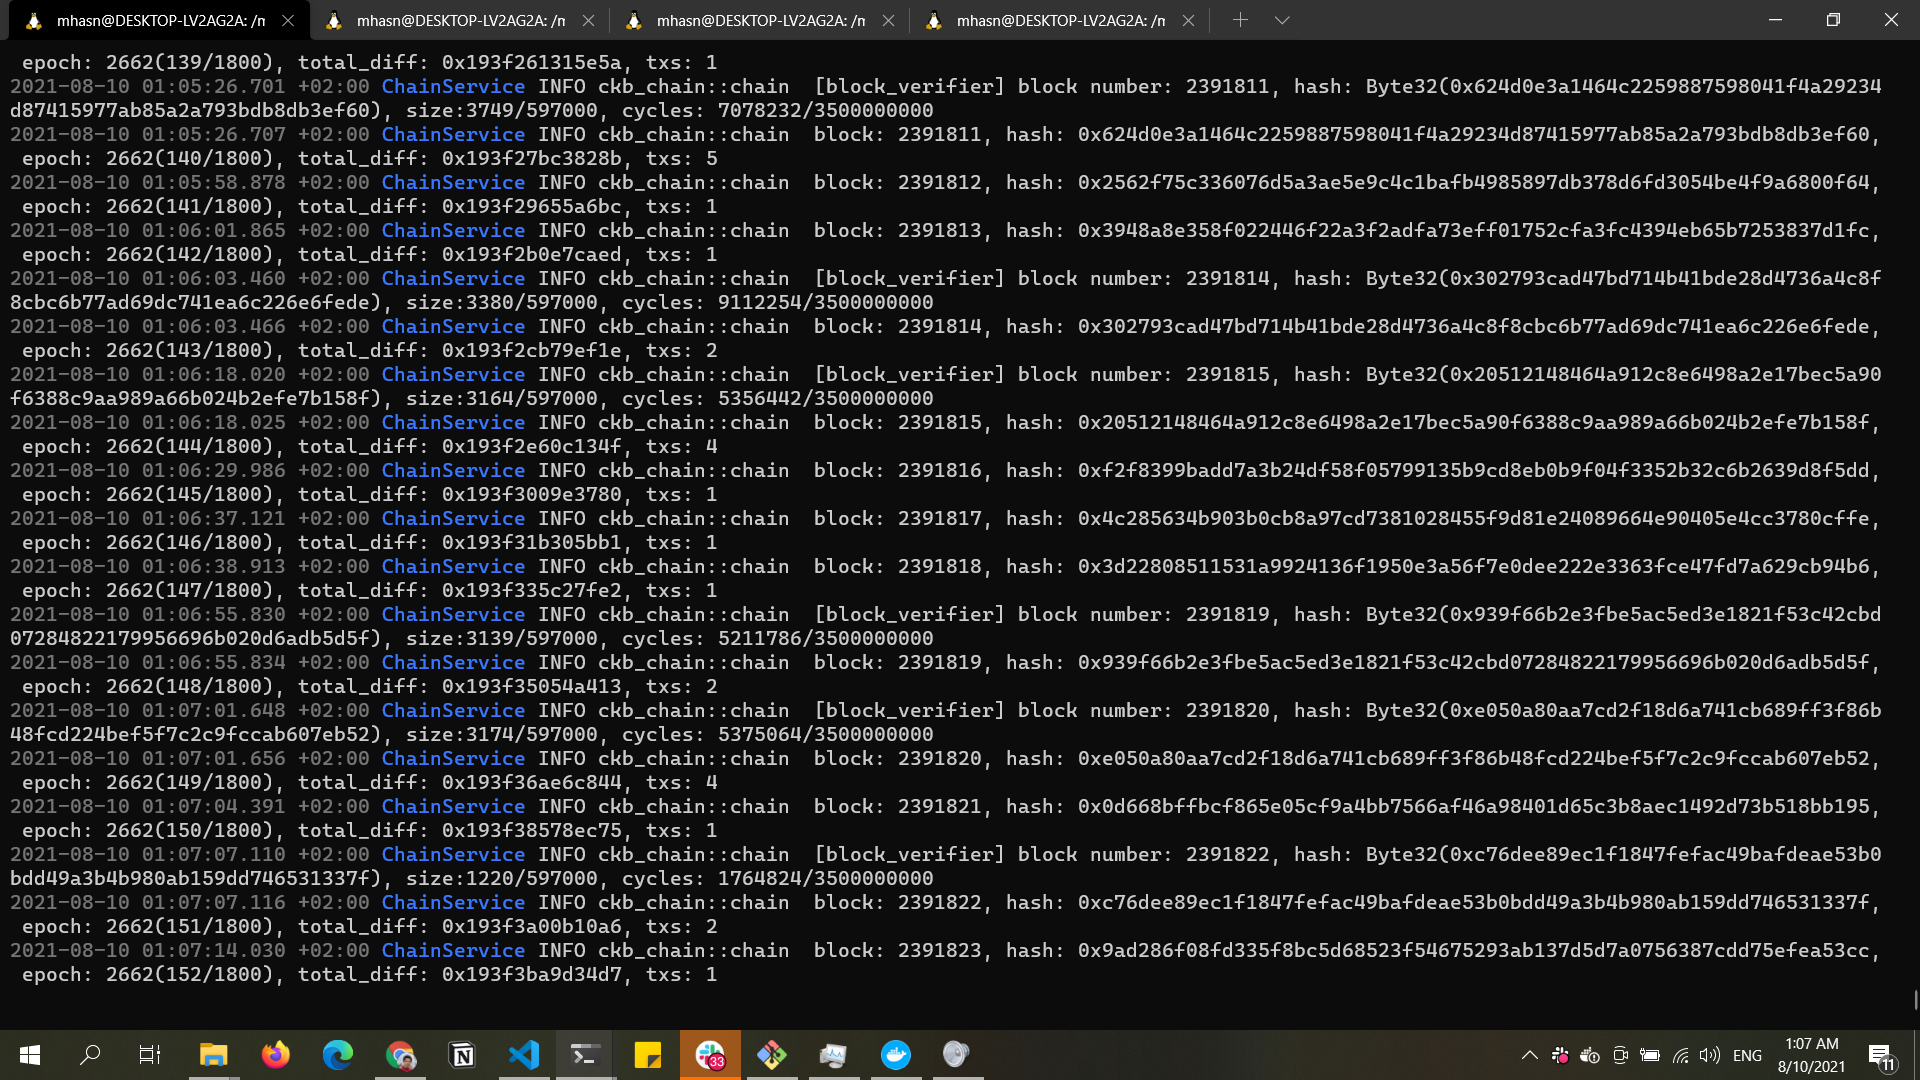 mhasn@DESKTOP-LV2AG2A: /m
mhasn@DESKTOP-LV2AG2A: /m
mhasn@DESKTOP-LV2AG2A: /m
mhasn@DESKTOP-LV2AG2A: /m
epoch: 2662(139/1800), total_diff: 0x193f261315e5a, txs: 1
2021-08-10 01:05:26.701 +02:00 ChainService INFO ckb_chain::chain  [block_verifier] block number: 2391811, hash: Byte32(0x624d0e3a1464c2259887598041f4a29234
d87415977ab85a2a793bdb8db3ef60), size:3749/597000, cycles: 7078232/3500000000
2021-08-10 01:05:26.707 +02:00 ChainService INFO ckb_chain::chain  block: 2391811, hash: 0x624d0e3a1464c2259887598041f4a29234d87415977ab85a2a793bdb8db3ef60,
epoch: 2662(140/1800), total_diff: 0x193f27bc3828b, txs: 5
2021-08-10 01:05:58.878 +02:00 ChainService INFO ckb_chain::chain  block: 2391812, hash: 0x2562f75c336076d5a3ae5e9c4c1bafb4985897db378d6fd3054be4f9a6800f64,
epoch: 2662(141/1800), total_diff: 0x193f29655a6bc, txs: 1
2021-08-10 01:06:01.865 +02:00 ChainService INFO ckb_chain::chain  block: 2391813, hash: 0x3948a8e358f022446f22a3f2adfa73eff01752cfa3fc4394eb65b7253837d1fc,
epoch: 2662(142/1800), total_diff: 0x193f2b0e7caed, txs: 1
2021-08-10 01:06:03.460 +02:00 ChainService INFO ckb_chain::chain  [block_verifier] block number: 2391814, hash: Byte32(0x302793cad47bd714b41bde28d4736a4c8f
8cbc6b77ad69dc741ea6c226e6fede), size:3380/597000, cycles: 9112254/3500000000
2021-08-10 01:06:03.466 +02:00 ChainService INFO ckb_chain::chain  block: 2391814, hash: 0x302793cad47bd714b41bde28d4736a4c8f8cbc6b77ad69dc741ea6c226e6fede,
epoch: 2662(143/1800), total_diff: 0x193f2cb79ef1e, txs: 2
2021-08-10 01:06:18.020 +02:00 ChainService INFO ckb_chain::chain  [block_verifier] block number: 2391815, hash: Byte32(0x20512148464a912c8e6498a2e17bec5a90
f6388c9aa989a66b024b2efe7b158f), size:3164/597000, cycles: 5356442/3500000000
2021-08-10 01:06:18.025 +02:00 ChainService INFO ckb_chain::chain  block: 2391815, hash: 0x20512148464a912c8e6498a2e17bec5a90f6388c9aa989a66b024b2efe7b158f,
epoch: 2662(144/1800), total_diff: 0x193f2e60c134f, txs: 4
2021-08-10 01:06:29.986 +02:00 ChainService INFO ckb_chain::chain  block: 2391816, hash: 0xf2f8399badd7a3b24df58f05799135b9cd8eb0b9f04f3352b32c6b2639d8f5dd,
epoch: 2662(145/1800), total_diff: 0x193f3009e3780, txs: 1
2021-08-10 01:06:37.121 +02:00 ChainService INFO ckb_chain::chain  block: 2391817, hash: 0x4c285634b903b0cb8a97cd7381028455f9d81e24089664e90405e4cc3780cffe,
epoch: 2662(146/1800), total_diff: 0x193f31b305bb1, txs: 1
2021-08-10 01:06:38.913 +02:00 ChainService INFO ckb_chain::chain  block: 2391818, hash: 0x3d22808511531a9924136f1950e3a56f7e0dee222e3363fce47fd7a629cb94b6,
epoch: 2662(147/1800), total_diff: 0x193f335c27fe2, txs: 1
2021-08-10 01:06:55.830 +02:00 ChainService INFO ckb_chain::chain  [block_verifier] block number: 2391819, hash: Byte32(0x939f66b2e3fbe5ac5ed3e1821f53c42cbd
07284822179956696b020d6adb5d5f), size:3139/597000, cycles: 5211786/3500000000
2021-08-10 01:06:55.834 +02:00 ChainService INFO ckb_chain::chain  block: 2391819, hash: 0x939f66b2e3fbe5ac5ed3e1821f53c42cbd07284822179956696b020d6adb5d5f,
epoch: 2662(148/1800), total_diff: 0x193f35054a413, txs: 2
2021-08-10 01:07:01.648 +02:00 ChainService INFO ckb_chain::chain  [block_verifier] block number: 2391820, hash: Byte32(0xe050a80aa7cd2f18d6a741cb689ff3f86b
48fcd224bef5f7c2c9fccab607eb52), size:3174/597000, cycles: 5375064/3500000000
2021-08-10 01:07:01.656 +02:00 ChainService INFO ckb_chain::chain  block: 2391820, hash: 0xe050a80aa7cd2f18d6a741cb689ff3f86b48fcd224bef5f7c2c9fccab607eb52,
epoch: 2662(149/1800), total_diff: 0x193f36ae6c844, txs: 4
2021-08-10 01:07:04.391 +02:00 ChainService INFO ckb_chain::chain  block: 2391821, hash: 0x0d668bffbcf865e05cf9a4bb7566af46a98401d65c3b8aec1492d73b518bb195,
epoch: 2662(150/1800), total_diff: 0x193f38578ec75, txs: 1
2021-08-10 01:07:07.110 +02:00 ChainService INFO ckb_chain::chain  [block_verifier] block number: 2391822, hash: Byte32(0xc76dee89ec1f1847fefac49bafdeae53b0
bdd49a3b4b980ab159dd746531337f), size:1220/597000, cycles: 1764824/3500000000
2021-08-10 01:07:07.116 +02:00 ChainService INFO ckb_chain::chain  block: 2391822, hash: 0xc76dee89ec1f1847fefac49bafdeae53b0bdd49a3b4b980ab159dd746531337f,
epoch: 2662(151/1800), total_diff: 0x193f3a00b10a6, txs: 2
2021-08-10 01:07:14.030 +02:00 ChainService INFO ckb_chain::chain  block: 2391823, hash: 0x9ad286f08fd335f8bc5d68523f54675293ab137d5d7a0756387cdd75efea53cc,
epoch: 2662(152/1800), total_diff: 0x193f3ba9d34d7, txs: 1
33
ENG
1:07 AM
8/10/2021
11